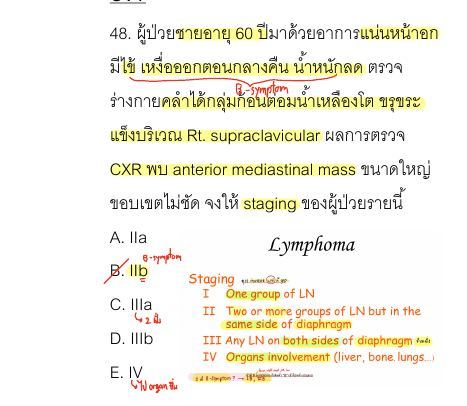 48. ผู้ป่วยชายอายุ 60 ปีมาด้วยอาการแน่นหน้าอก
มีไข้ เหงื่อออกตอนกลางคืน น้ำหนักลด ตรวจ
B-symptom
ร่างกายคลำได้กลุ่มก้อนต่อมน้ำเหลืองโต ขรุขระ
แข็งบริเวณ Rt. supraclavicular ผลการตรวจ
CXR พบ anterior mediastinal mass ขนาดใหญ่
ขอบเขตไม่ชัด จงให้ staging ของผู้ป่วยรายนี้
A. IIa
B-symptom
B. IIb
C. IIIa
D. IIIb
E. IV
Lymphoma
Staging
I One group of LN
II Two or more groups of LN but in the
same side of diaphragm
III Any LN on both sides of diaphragm
IV Organs involvement (liver, bone, lungs...)